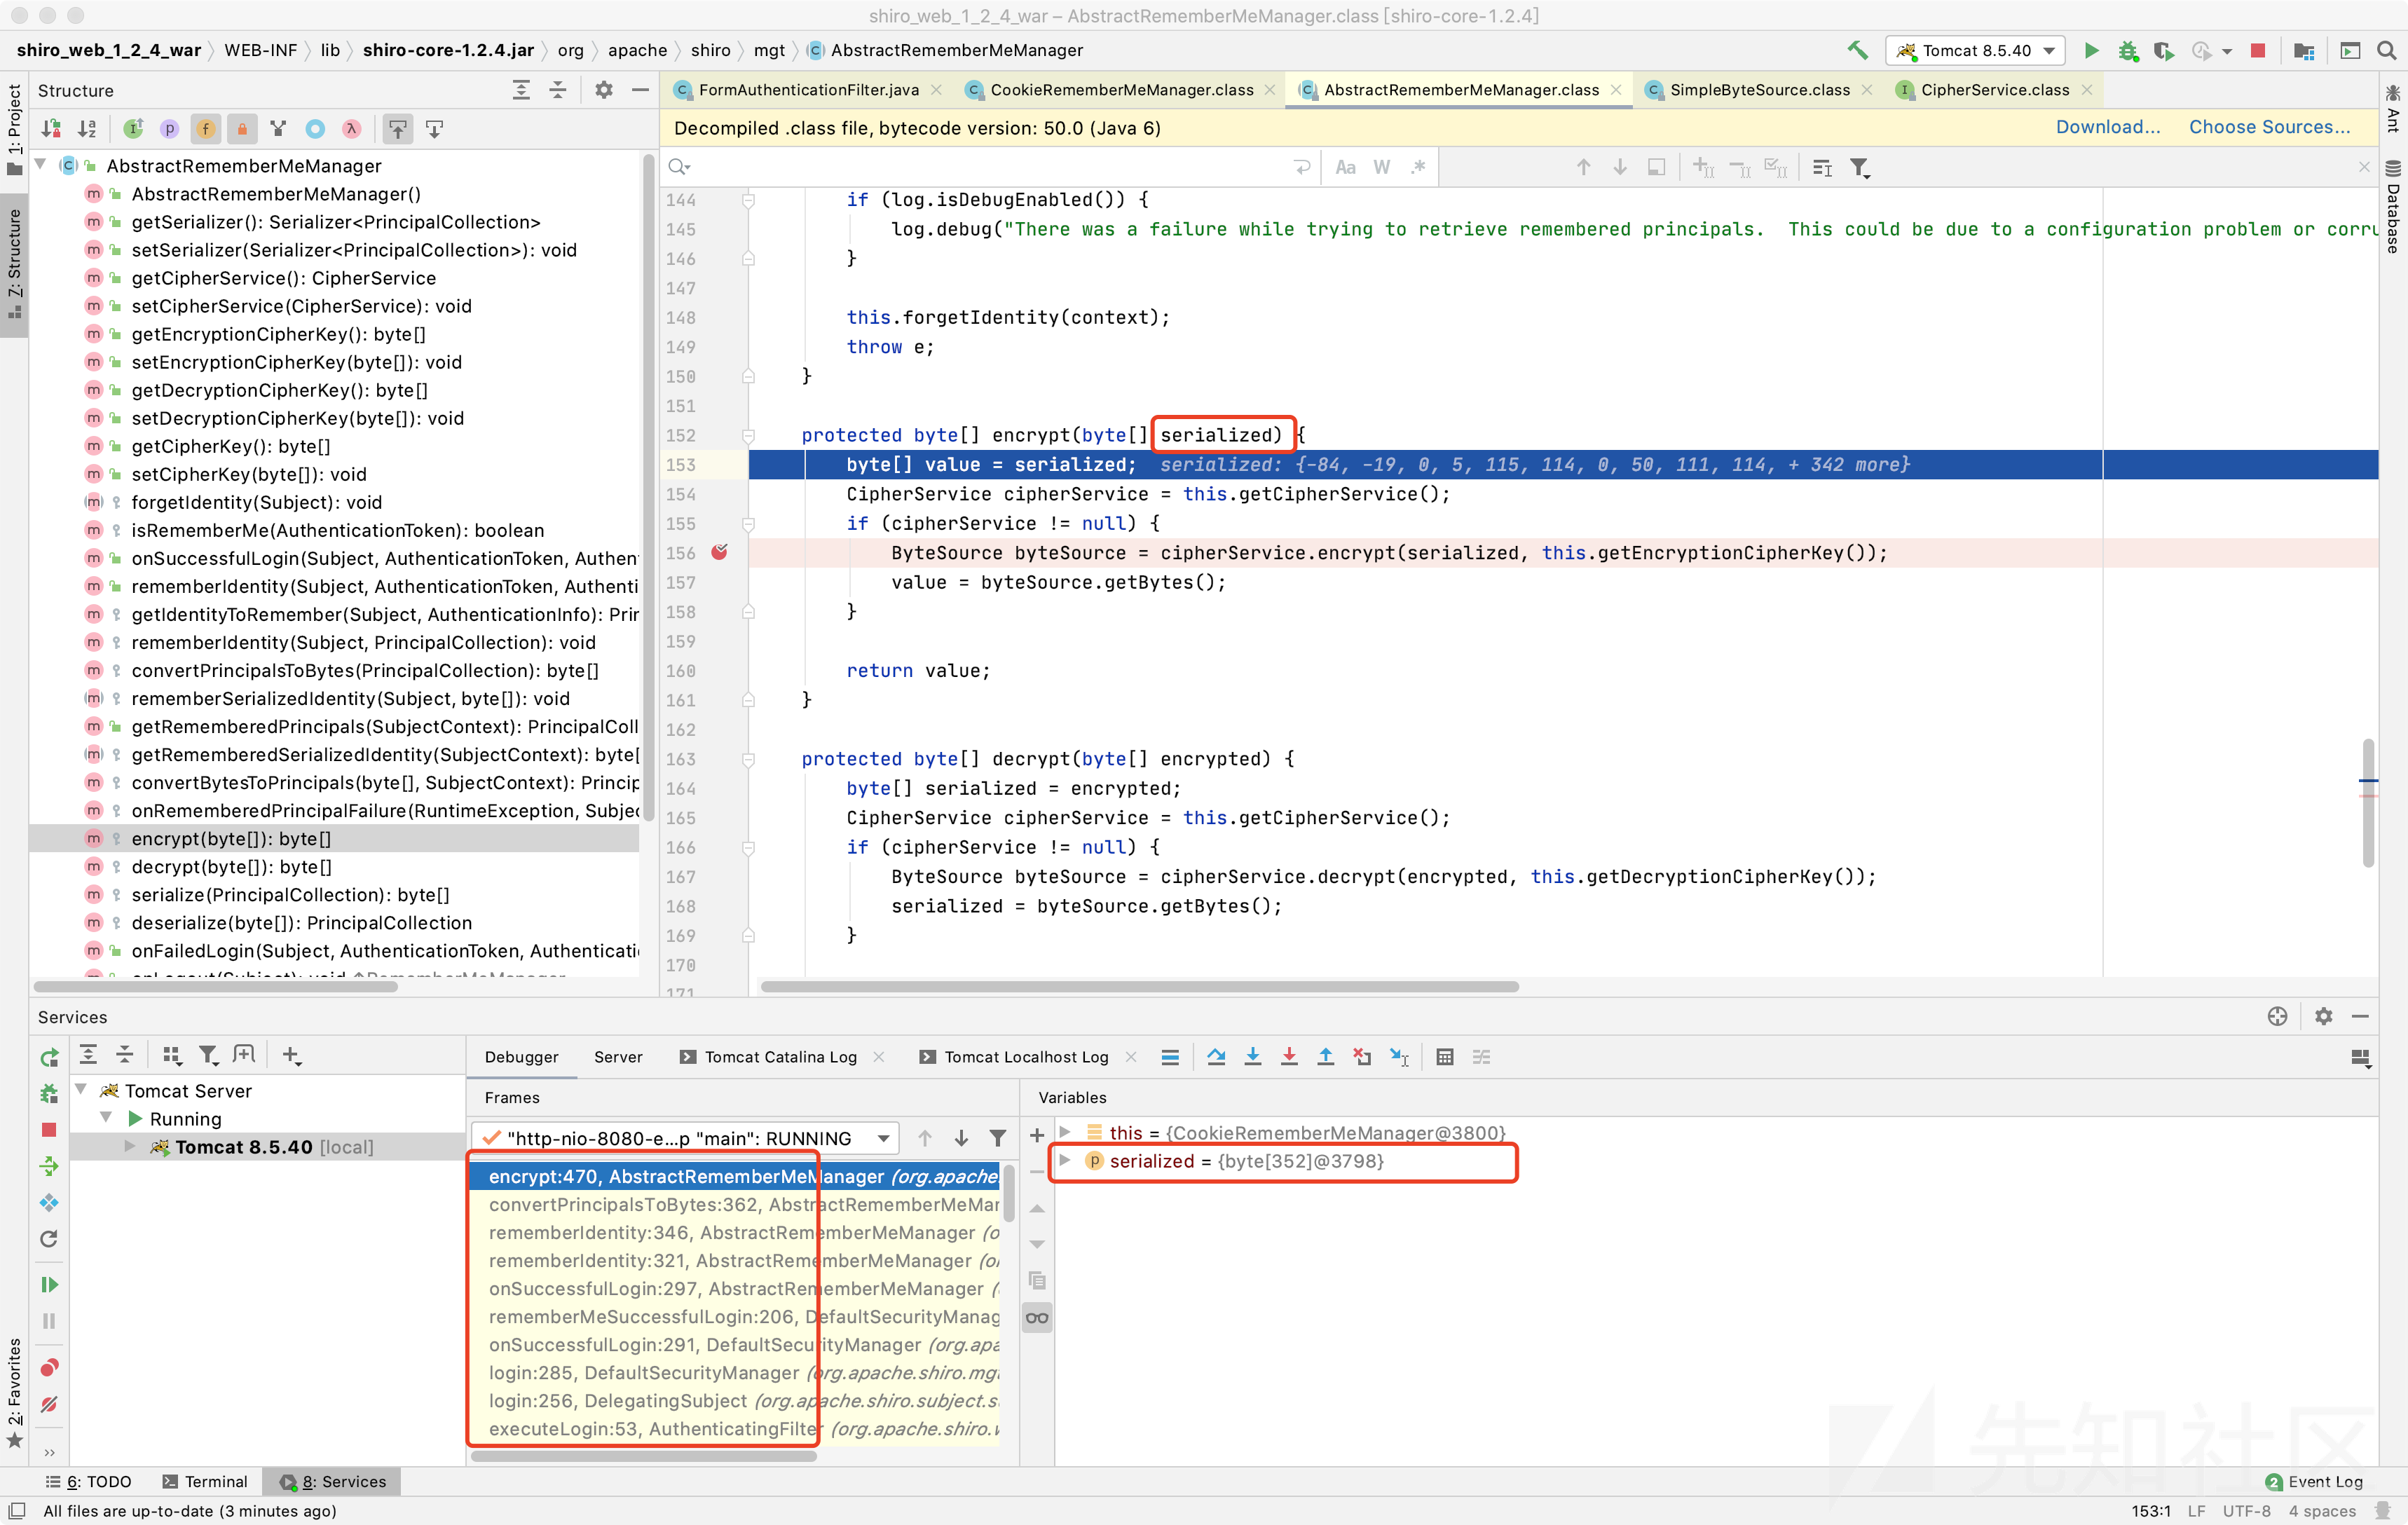 shiro_web_1_2_4_war – AbstractRememberMeManager.class [shiro-core-1.2.4]
shiro_web_1_2_4_war WEB-INF lib shiro-core-1.2.4.jar org apache shiro mgt AbstractRememberMeManager
Tomcat 8.5.40
1: Project
Z: Structure
2: Favorites
Ant
Database
Structure
FormAuthenticationFilter.java CookieRememberMeManager.class AbstractRememberMeManager.class SimpleByteSource.class CipherService.class
Decompiled .class file, bytecode version: 50.0 (Java 6) Download... Choose Sources...
AbstractRememberMeManager
AbstractRememberMeManager()
getSerializer(): Serializer<PrincipalCollection>
setSerializer(Serializer<PrincipalCollection>): void
getCipherService(): CipherService
setCipherService(CipherService): void
getEncryptionCipherKey(): byte[]
setEncryptionCipherKey(byte[]): void
getDecryptionCipherKey(): byte[]
setDecryptionCipherKey(byte[]): void
getCipherKey(): byte[]
setCipherKey(byte[]): void
forgetIdentity(Subject): void
isRememberMe(AuthenticationToken): boolean
onSuccessfulLogin(Subject, AuthenticationToken, Authen
rememberIdentity(Subject, AuthenticationToken, Authenti
getIdentityToRemember(Subject, AuthenticationInfo): Prin
rememberIdentity(Subject, PrincipalCollection): void
convertPrincipalsToBytes(PrincipalCollection): byte[]
rememberSerializedIdentity(Subject, byte[]): void
getRememberedPrincipals(SubjectContext): PrincipalColl
getRememberedSerializedIdentity(SubjectContext): byte[
convertBytesToPrincipals(byte[], SubjectContext): Princip
onRememberedPrincipalFailure(RuntimeException, Subjec
encrypt(byte[]): byte[]
decrypt(byte[]): byte[]
serialize(PrincipalCollection): byte[]
deserialize(byte[]): PrincipalCollection
onFailedLogin(Subject, AuthenticationToken, Authenticati
onLogout(Subject): void ↑RememberMeManager
Aa W .*
144 if (log.isDebugEnabled()) {
145 log.debug("There was a failure while trying to retrieve remembered principals.  This could be due to a configuration problem or corru
146 }
147
148 this.forgetIdentity(context);
149 throw e;
150 }
151
152 protected byte[] encrypt(byte[] serialized) {
153 byte[] value = serialized;  serialized: {-84, -19, 0, 5, 115, 114, 0, 50, 111, 114, + 342 more}
154 CipherService cipherService = this.getCipherService();
155 if (cipherService != null) {
156 ByteSource byteSource = cipherService.encrypt(serialized, this.getEncryptionCipherKey());
157 value = byteSource.getBytes();
158 }
159
160 return value;
161 }
162
163 protected byte[] decrypt(byte[] encrypted) {
164 byte[] serialized = encrypted;
165 CipherService cipherService = this.getCipherService();
166 if (cipherService != null) {
167 ByteSource byteSource = cipherService.decrypt(encrypted, this.getDecryptionCipherKey());
168 serialized = byteSource.getBytes();
169 }
170
171
Services
Tomcat Server
Running
Tomcat 8.5.40 [local]
Debugger Server Tomcat Catalina Log Tomcat Localhost Log
Frames
"http-nio-8080-e...p "main": RUNNING
encrypt:470, AbstractRememberMeManager (org.apache.
convertPrincipalsToBytes:362, AbstractRememberMeMan
rememberIdentity:346, AbstractRememberMeManager (o
rememberIdentity:321, AbstractRememberMeManager (or
onSuccessfulLogin:297, AbstractRememberMeManager (
rememberMeSuccessfulLogin:206, DefaultSecurityManag
onSuccessfulLogin:291, DefaultSecurityManager (org.apa
login:285, DefaultSecurityManager (org.apache.shiro.mgt
login:256, DelegatingSubject (org.apache.shiro.subject.s
executeLogin:53, AuthenticatingFilter (org.apache.shiro.w
Variables
this = {CookieRememberMeManager@3800}
serialized = {byte[352]@3798}
先知社区
6: TODO Terminal 8: Services 2 Event Log
All files are up-to-date (3 minutes ago) 153:1 LF UTF-8 4 spaces